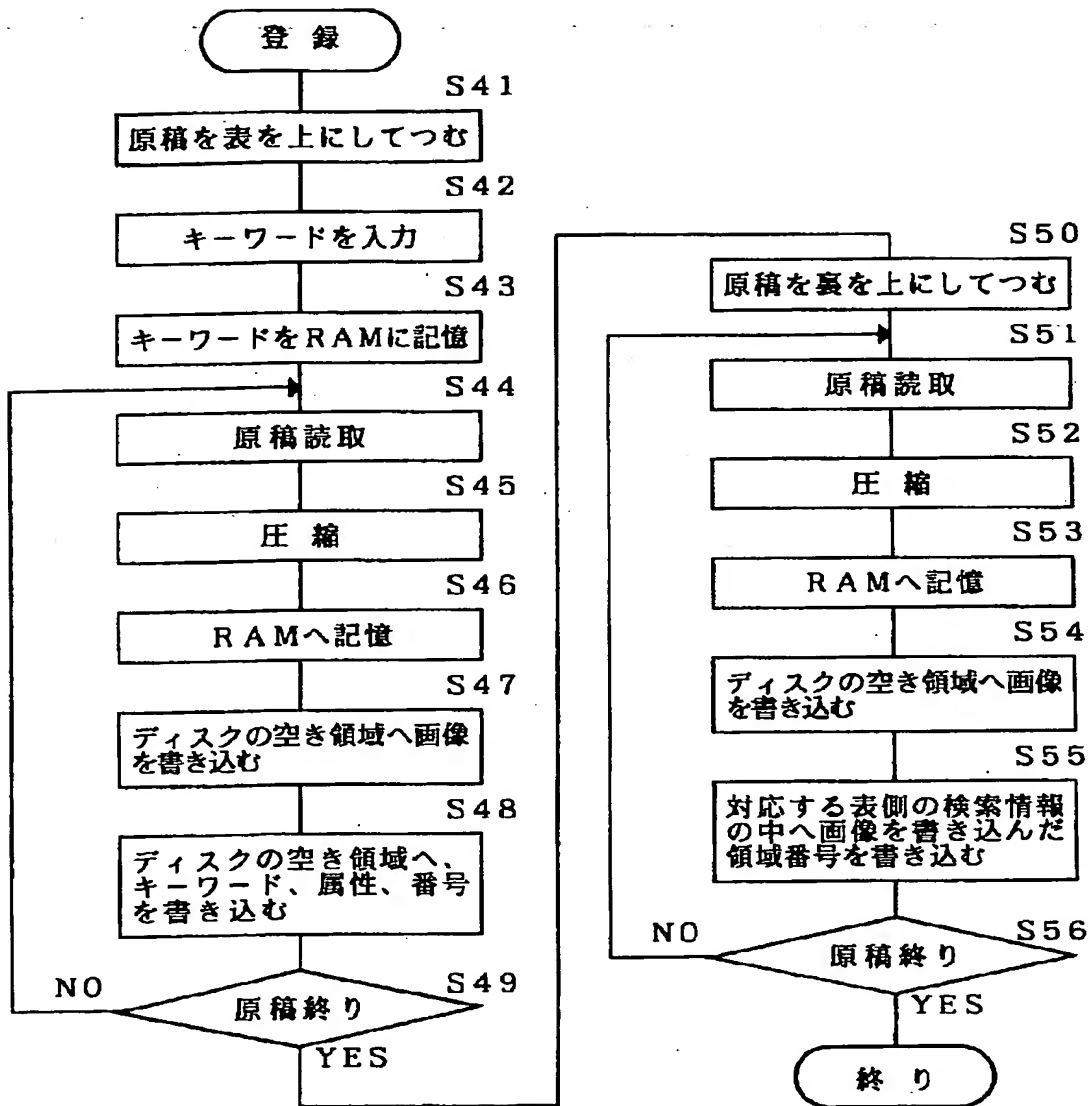 登録
S41
原稿を表を上にしてつむ
S42
キーワードを入力
S43
キーワードをRAMに記憶
S44
原稿読取
S45
圧縮
S46
RAMへ記憶
S47
ディスクの空き領域へ画像
を書き込む
S48
ディスクの空き領域へ、
キーワード、属性、番号
を書き込む
S49
原稿終り
NO
YES
S50
原稿を裏を上にしてつむ
S51
原稿読取
S52
圧縮
S53
RAMへ記憶
S54
ディスクの空き領域へ画像
を書き込む
S55
対応する表側の検索情報
の中へ画像を書き込んだ
領域番号を書き込む
S56
原稿終り
NO
YES
終り